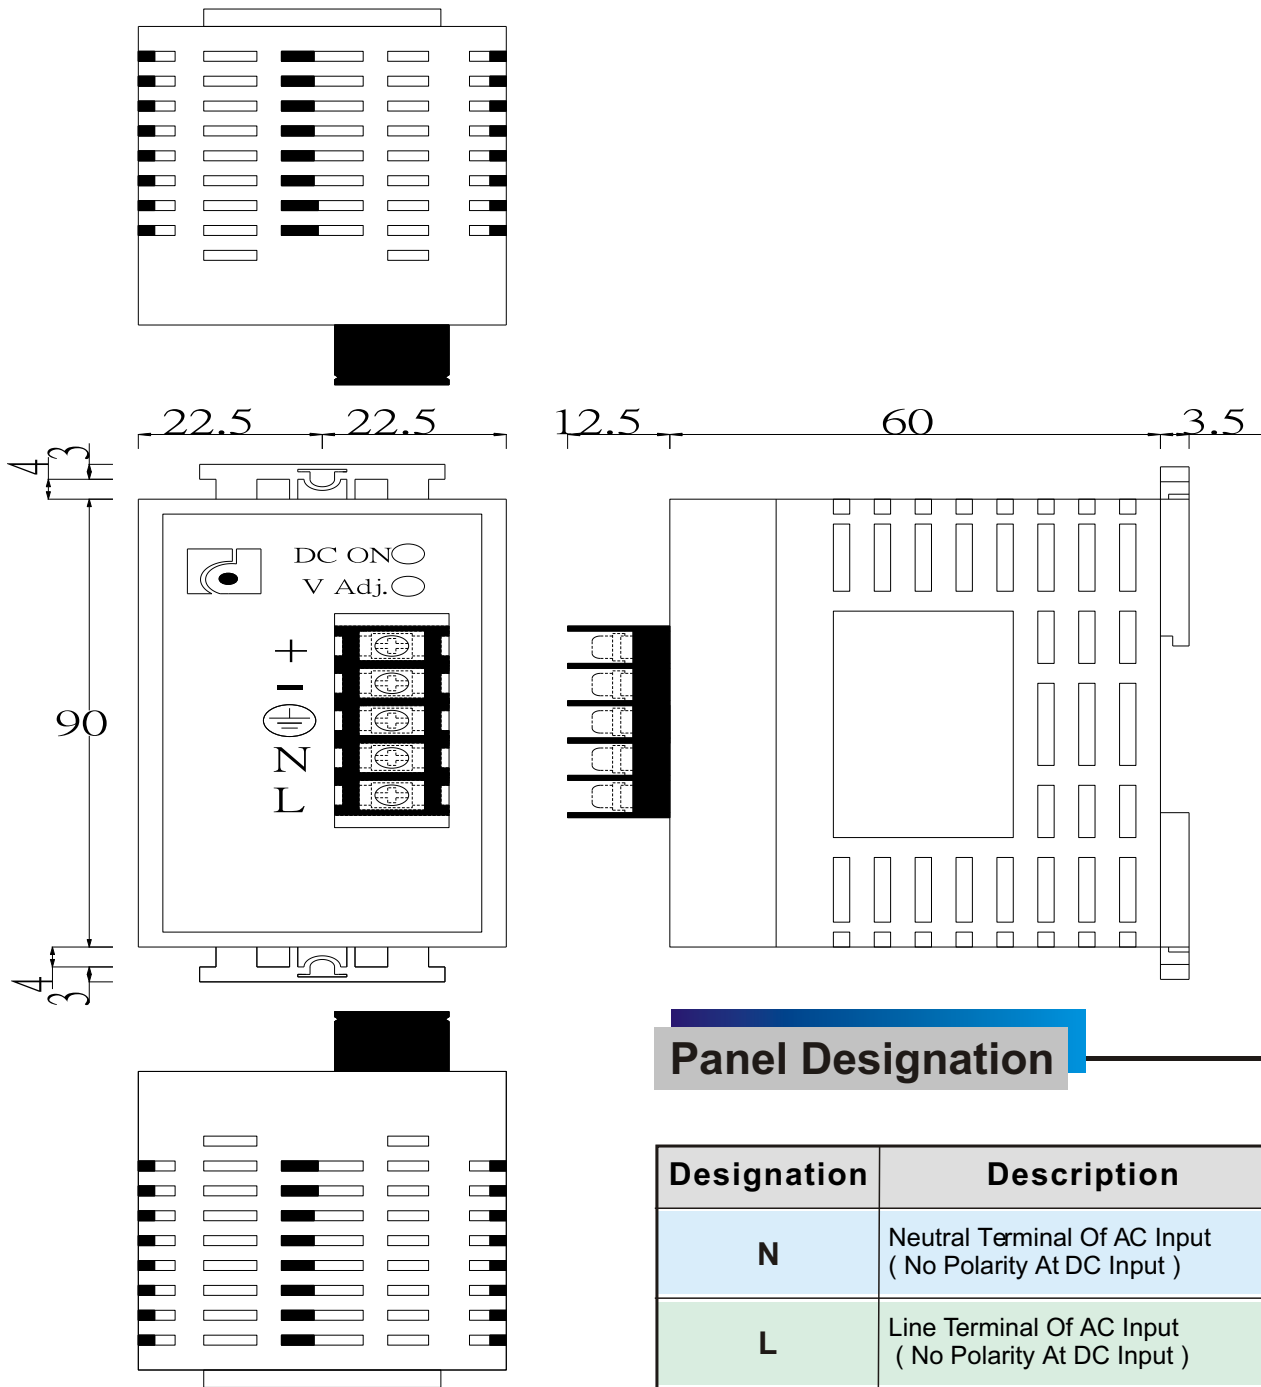 22.5 22.5 12.5 60 3.5
4 3
DC ON
V Adj.
+
-
90
N
L
4 3
Panel Designation
Designation Description
N Neutral Terminal Of AC Input
( No Polarity At DC Input )
L Line Terminal Of AC Input
( No Polarity At DC Input )